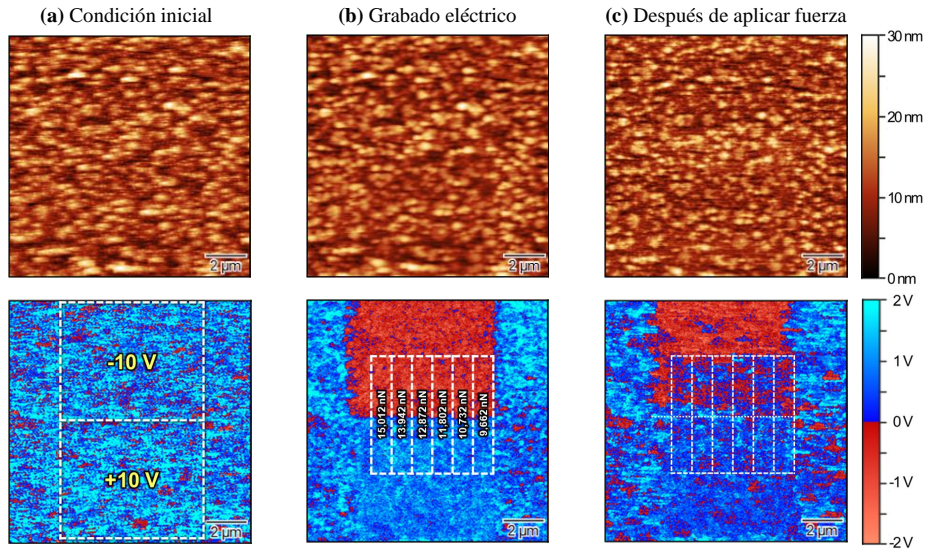 (a) Condición inicial
(b) Grabado eléctrico
(c) Después de aplicar fuerza
30 nm
20 nm
10 nm
0 nm
2 µm
2 µm
2 µm
2 V
1 V
0 V
-1 V
-2 V
-10 V
+10 V
15.012 nN
13.942 nN
12.872 nN
11.802 nN
10.732 nN
9.662 nN
2 µm
2 µm
2 µm